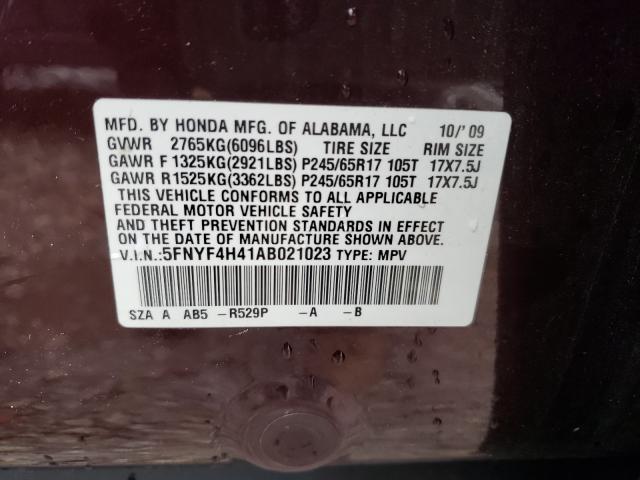 MFD. BY HONDA MFG. OF ALABAMA, LLC 10/'09
GVWR 2765KG(6096LBS) TIRE SIZE RIM SIZE
GAWR F 1325KG(2921LBS) P245/65R17 105T 17X7.5J
GAWR R 1525KG(3362LBS) P245/65R17 105T 17X7.5J
THIS VEHICLE CONFORMS TO ALL APPLICABLE
FEDERAL MOTOR VEHICLE SAFETY
AND THEFT PREVENTION STANDARDS IN EFFECT
ON THE DATE OF MANUFACTURE SHOWN ABOVE.
V.I.N.:5FNYF4H41AB021023 TYPE: MPV
SZA A AB5 -R529P -A -B